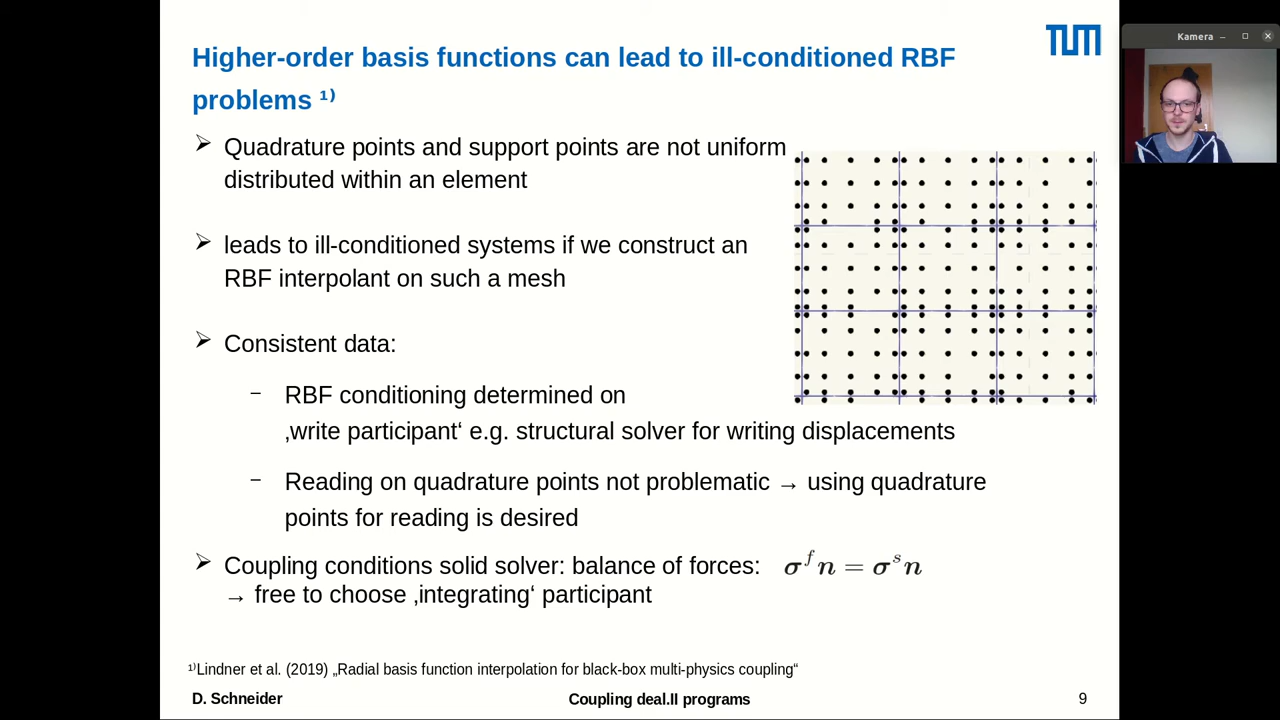 Higher-order basis functions can lead to ill-conditioned RBF
problems ¹⁾
TUM
Kamera
➢ Quadrature points and support points are not uniform
distributed within an element
➢ leads to ill-conditioned systems if we construct an
RBF interpolant on such a mesh
➢ Consistent data:
– RBF conditioning determined on
‚write participant‘ e.g. structural solver for writing displacements
– Reading on quadrature points not problematic → using quadrature
points for reading is desired
➢ Coupling conditions solid solver: balance of forces: σᶠn = σˢn
→ free to choose ‚integrating‘ participant
¹⁾Lindner et al. (2019) „Radial basis function interpolation for black-box multi-physics coupling“
D. Schneider Coupling deal.II programs 9